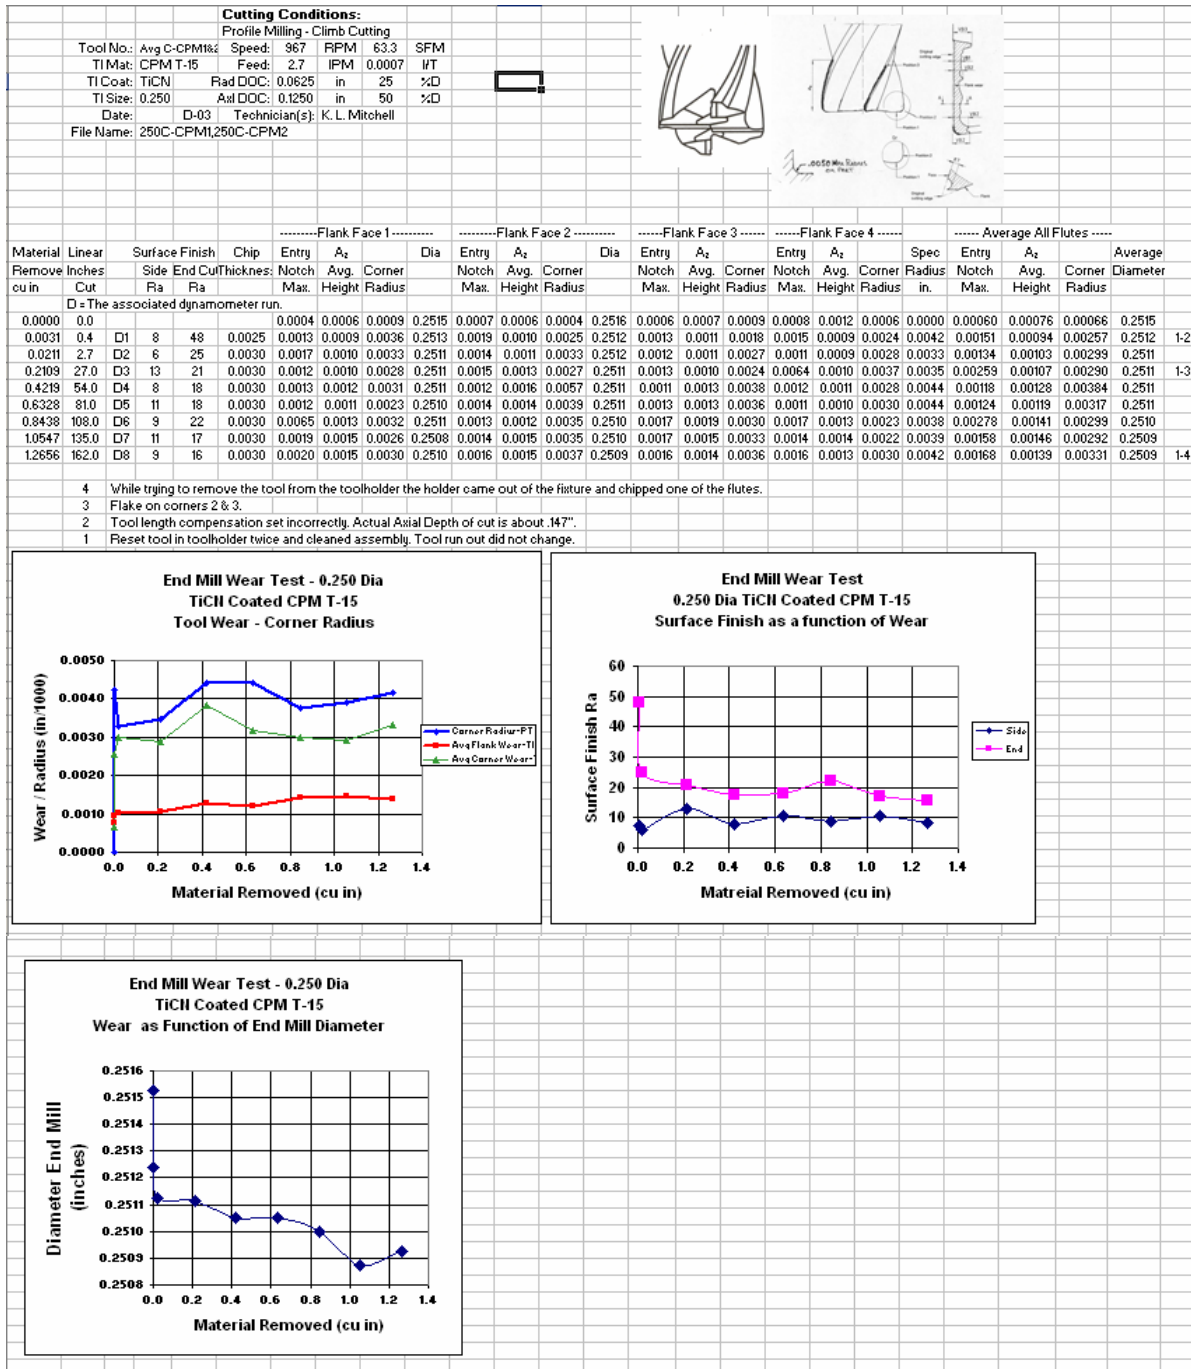 Cutting Conditions:
Profile Milling - Climb Cutting
Tool No.: Avg C-CPM1&2 Speed: 967 RPM 63.3 SFM
Tl Mat: CPM T-15 Feed: 2.7 IPM 0.0007 I/T
Tl Coat: TiCN Rad DOC: 0.0625 in 25 %D
Tl Size: 0.250 Axl DOC: 0.1250 in 50 %D
Date: D-03 Technician(s): K. L. Mitchell
File Name: 250C-CPM1,250C-CPM2
.0050 Max Radius
on Part
---------Flank Face 1---------- ---------Flank Face 2---------- ------Flank Face 3------ -----Flank Face 4------ ------ Average All Flutes -----
Material Linear Surface Finish Chip Entry A₂ Dia Entry A₂ Dia Entry A₂ Entry A₂ Spec Entry A₂ Average
Remove Inches Side End Cut Thickness Notch Avg. Corner Notch Avg. Corner Notch Avg. Corner Notch Avg. Corner Radius Notch Avg. Corner Diameter
cu in Cut Ra Ra Max. Height Radius Max. Height Radius Max. Height Radius Max. Height Radius in. Max. Height Radius
D = The associated dynamometer run.
0.0000 0.0 0.0004 0.0006 0.0009 0.2515 0.0007 0.0006 0.0004 0.2516 0.0006 0.0007 0.0009 0.0008 0.0012 0.0006 0.0000 0.00060 0.00076 0.00066 0.2515
0.0031 0.4 D1 8 48 0.0025 0.0013 0.0009 0.0036 0.2513 0.0019 0.0010 0.0025 0.2512 0.0013 0.0011 0.0018 0.0015 0.0009 0.0024 0.0042 0.00151 0.00094 0.00257 0.2512 1-2
0.0211 2.7 D2 6 25 0.0030 0.0017 0.0010 0.0033 0.2511 0.0014 0.0011 0.0033 0.2512 0.0012 0.0011 0.0027 0.0011 0.0009 0.0028 0.0033 0.00134 0.00103 0.00299 0.2511
0.2109 27.0 D3 13 21 0.0030 0.0012 0.0010 0.0028 0.2511 0.0015 0.0013 0.0027 0.2511 0.0013 0.0010 0.0024 0.0064 0.0010 0.0037 0.0035 0.00259 0.00107 0.00290 0.2511 1-3
0.4219 54.0 D4 8 18 0.0030 0.0013 0.0012 0.0031 0.2511 0.0012 0.0016 0.0057 0.2511 0.0011 0.0013 0.0038 0.0012 0.0011 0.0028 0.0044 0.00118 0.00128 0.00384 0.2511
0.6328 81.0 D5 11 18 0.0030 0.0012 0.0011 0.0023 0.2510 0.0014 0.0014 0.0039 0.2511 0.0013 0.0013 0.0036 0.0011 0.0010 0.0030 0.0044 0.00124 0.00119 0.00317 0.2511
0.8438 108.0 D6 9 22 0.0030 0.0065 0.0013 0.0032 0.2511 0.0013 0.0012 0.0035 0.2510 0.0017 0.0019 0.0030 0.0017 0.0013 0.0023 0.0038 0.00278 0.00141 0.00299 0.2510
1.0547 135.0 D7 11 17 0.0030 0.0019 0.0015 0.0026 0.2508 0.0014 0.0015 0.0035 0.2510 0.0017 0.0015 0.0033 0.0014 0.0014 0.0022 0.0039 0.00158 0.00146 0.00292 0.2509
1.2656 162.0 D8 9 16 0.0030 0.0020 0.0015 0.0030 0.2510 0.0016 0.0015 0.0037 0.2509 0.0016 0.0014 0.0036 0.0016 0.0013 0.0030 0.0042 0.00168 0.00139 0.00331 0.2509 1-4
4 While trying to remove the tool from the toolholder the holder came out of the fixture and chipped one of the flutes.
3 Flake on corners 2 & 3.
2 Tool length compensation set incorrectly. Actual Axial Depth of cut is about .147".
1 Reset tool in toolholder twice and cleaned assembly. Tool run out did not change.
End Mill Wear Test - 0.250 Dia
TiCN Coated CPM T-15
Tool Wear - Corner Radius
Wear / Radius (in/1000)
0.0050
0.0040
0.0030
0.0020
0.0010
0.0000
0.0 0.2 0.4 0.6 0.8 1.0 1.2 1.4
Material Removed (cu in)
Corner Radius-PT
Avg Flank Wear-Tl
Avg Corner Wear-
End Mill Wear Test
0.250 Dia TiCN Coated CPM T-15
Surface Finish as a function of Wear
Surface Finish Ra
60
50
40
30
20
10
0
0.0 0.2 0.4 0.6 0.8 1.0 1.2 1.4
Matreial Removed (cu in)
Side
End
End Mill Wear Test - 0.250 Dia
TiCN Coated CPM T-15
Wear as Function of End Mill Diameter
Diameter End Mill
(inches)
0.2516
0.2515
0.2514
0.2513
0.2512
0.2511
0.2510
0.2509
0.2508
0.0 0.2 0.4 0.6 0.8 1.0 1.2 1.4
Material Removed (cu in)